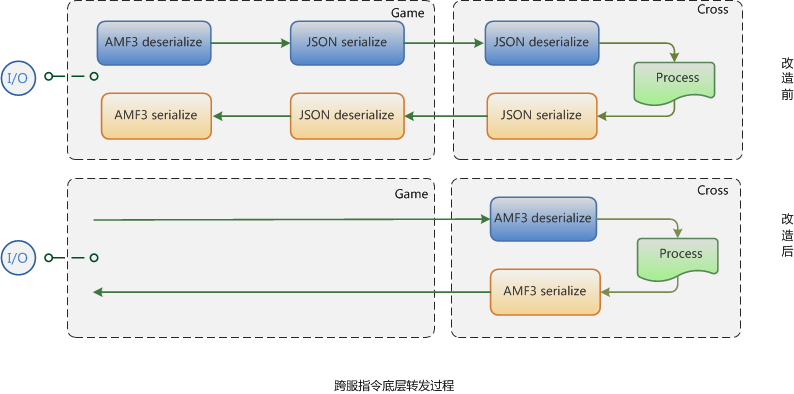 Game
Cross
AMF3 deserialize
JSON serialize
JSON deserialize
I/O
Process
改造前
AMF3 serialize
JSON deserialize
JSON serialize
Game
Cross
AMF3 deserialize
I/O
Process
改造后
AMF3 serialize
跨服指令底层转发过程